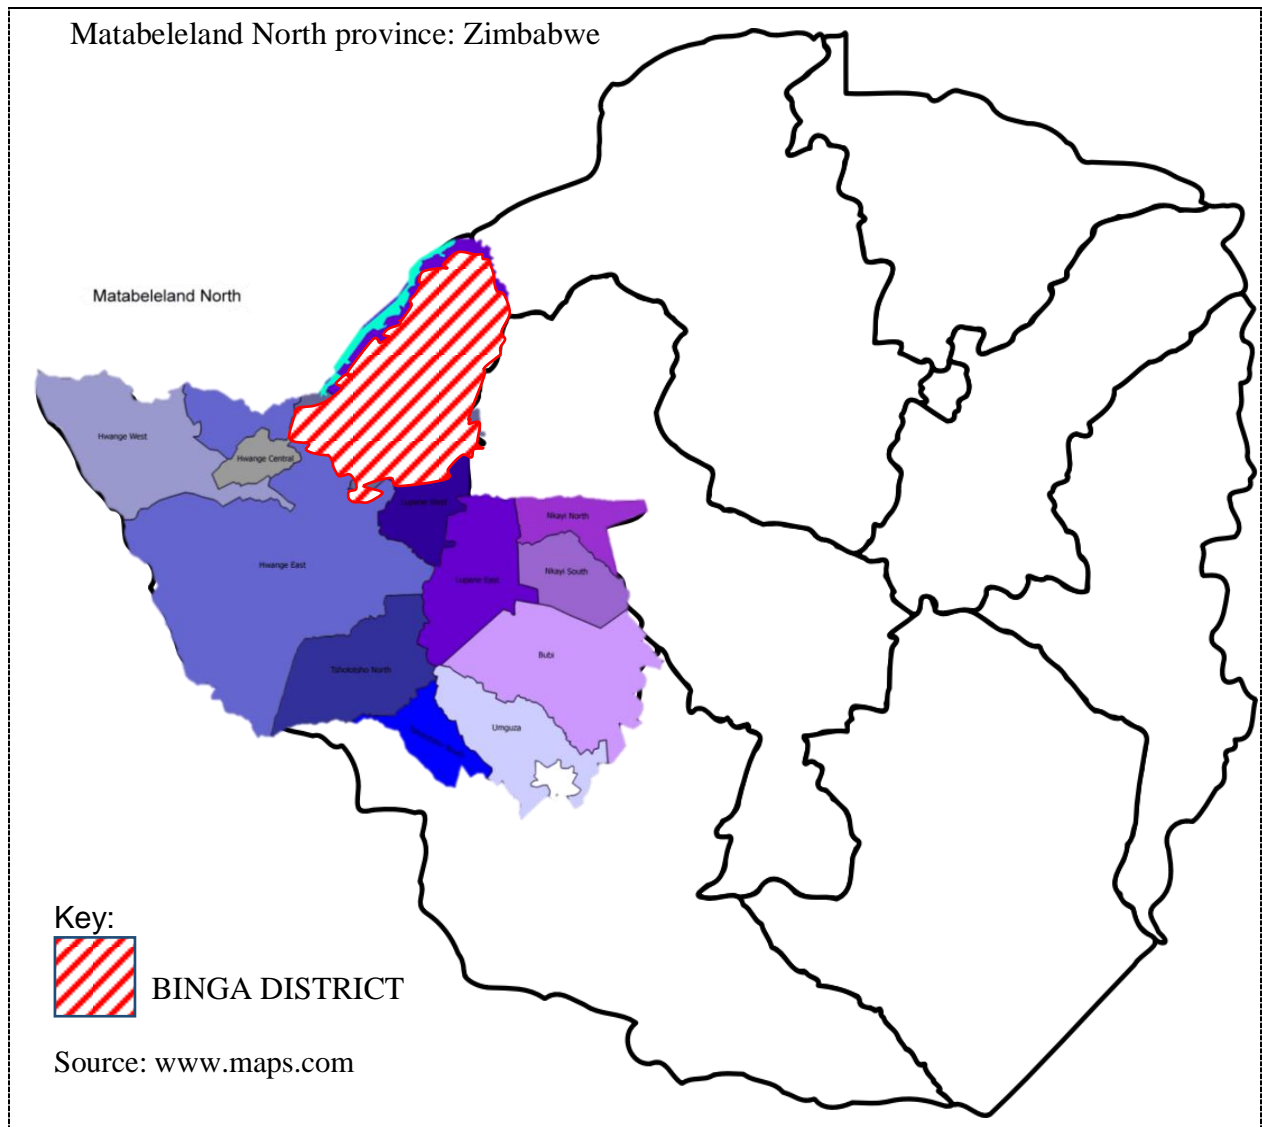 Matabeleland North province: Zimbabwe
Matabeleland North
Hwange West
Hwange Central
Nkayi North
Hwange East
Nkayi South
Lupane East
Bubi
Tsholotsho North
Umguza
Key:
BINGA DISTRICT
Source: www.maps.com